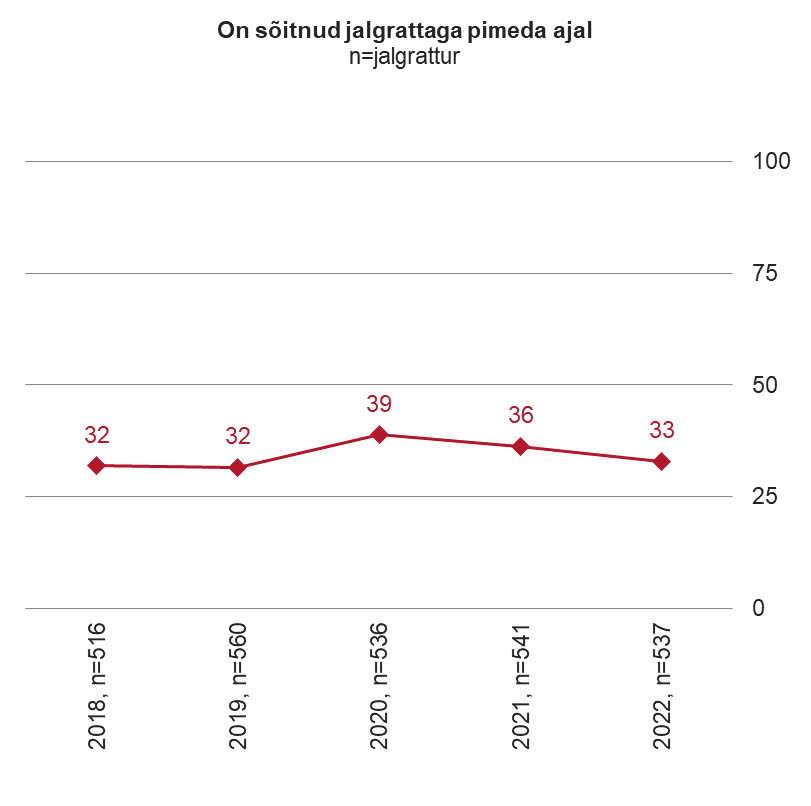 On sõitnud jalgrattaga pimeda ajal
n=jalgrattur
100
75
50
25
0
32
32
39
36
33
2018, n=516
2019, n=560
2020, n=536
2021, n=541
2022, n=537